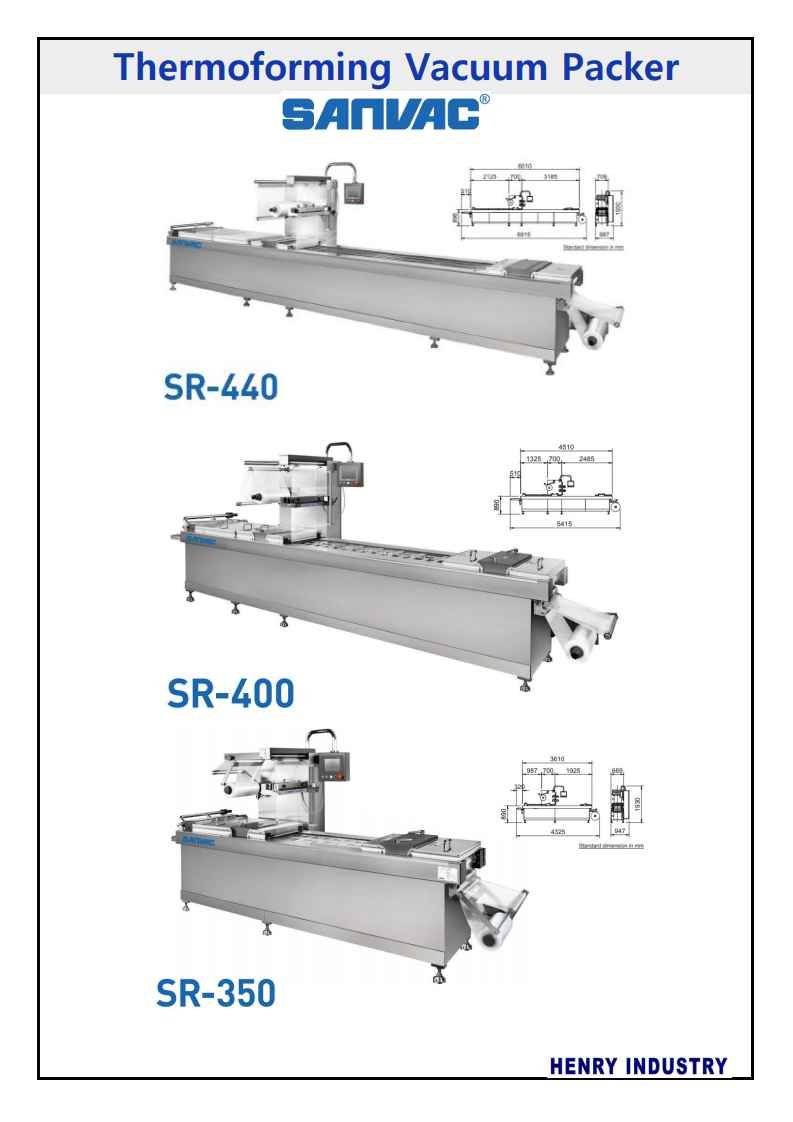 Thermoforming Vacuum Packer
SANVAC®
6010
2125 700 3185
510
890
6915
709
1930
987
Standard dimension in mm
SANVAC
SR-440
4510
1325 700 2485
510
890
5415
SANVAC
SR-400
3610
987 700 1925
320
890
4325
669
1930
947
Standard dimension in mm
SANVAC
SR-350
HENRY INDUSTRY